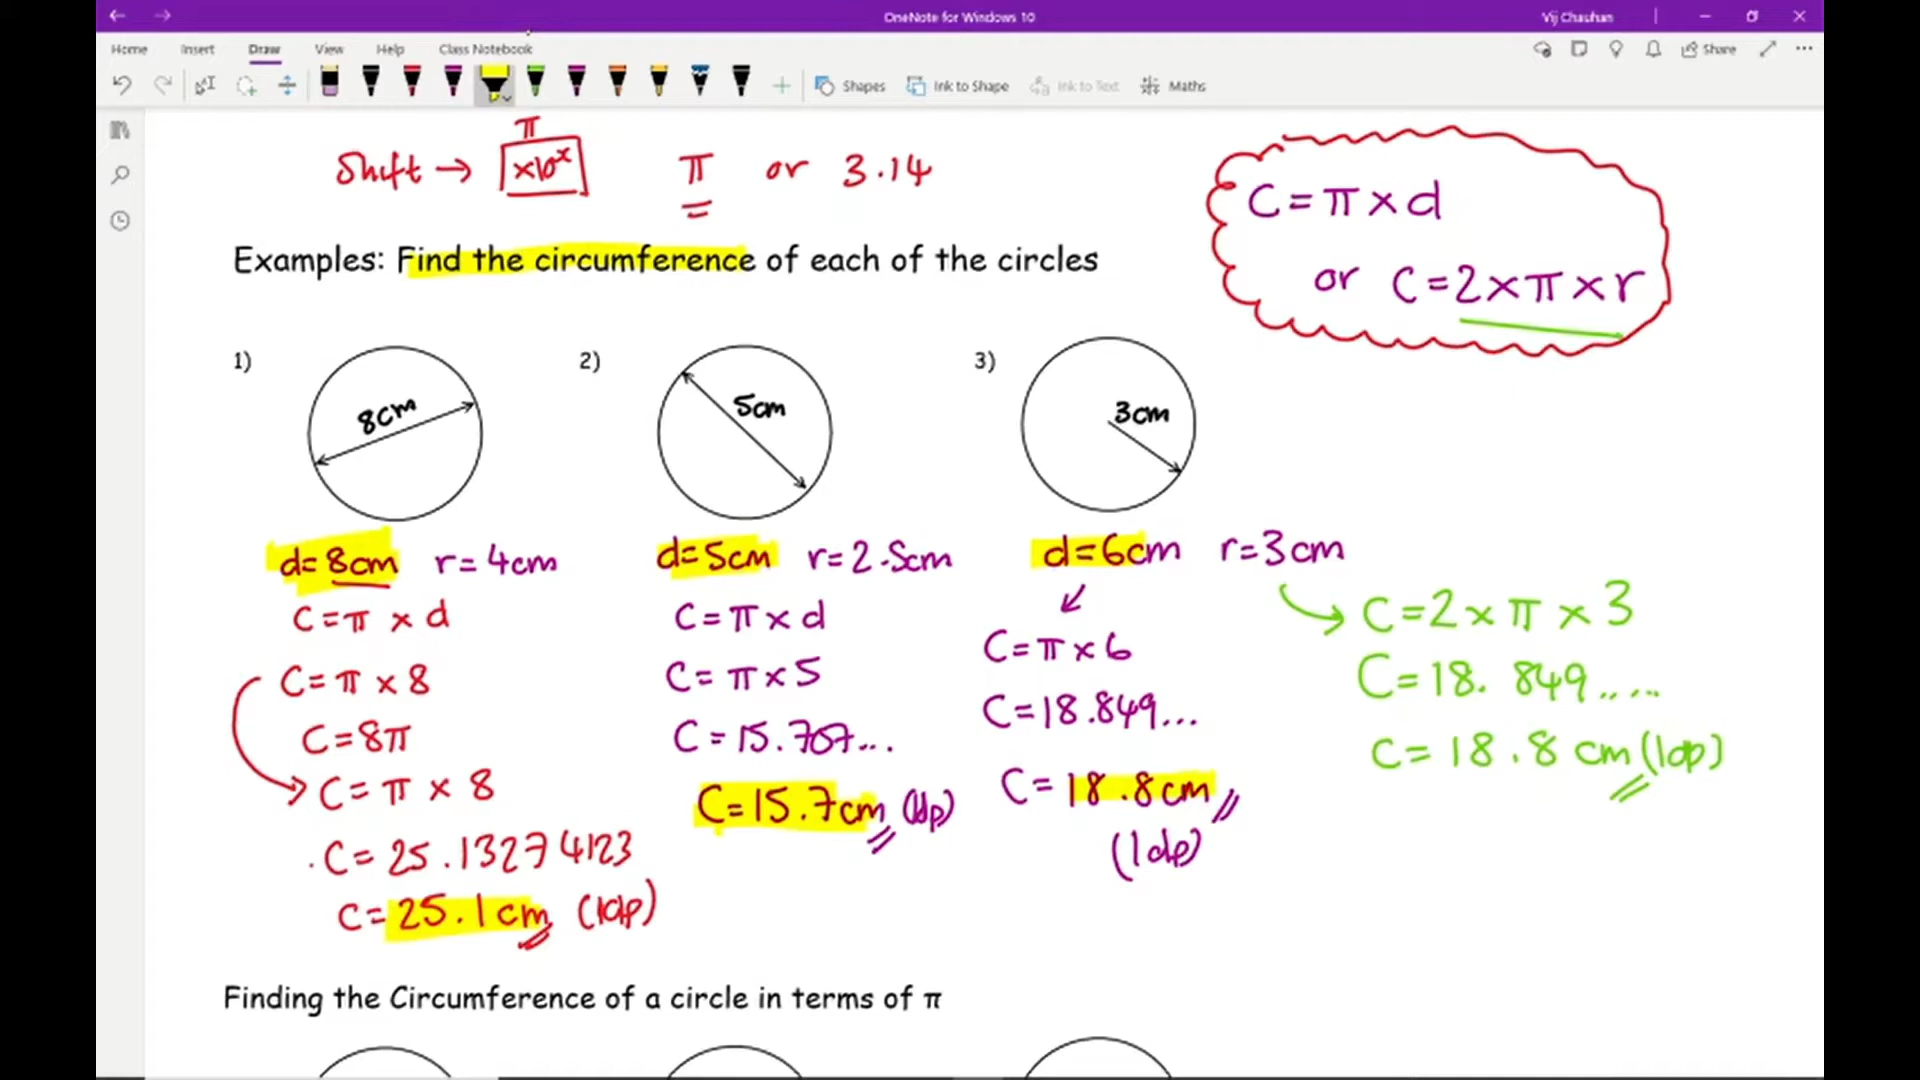 OneNote for Windows 10
Vij Chauhan
Home Insert Draw View Help Class Notebook
Share
Shapes Ink to Shape Ink to Text Maths
π
Shift → ×10ˣ π or 3.14
C = π × d
or C = 2 × π × r
Examples: Find the circumference of each of the circles
1) 2) 3)
8cm 5cm 3cm
d = 8cm r = 4cm
C = π × d
C = π × 8
C = 8π
C = π × 8
C = 25.13274123
C = 25.1cm (1dp)
d = 5cm r = 2.5cm
C = π × d
C = π × 5
C = 15.707...
C = 15.7cm (1dp)
d = 6cm r = 3cm
C = π × 6
C = 18.849...
C = 18.8cm
(1dp)
C = 2 × π × 3
C = 18.849.....
C = 18.8 cm (1dp)
Finding the Circumference of a circle in terms of π